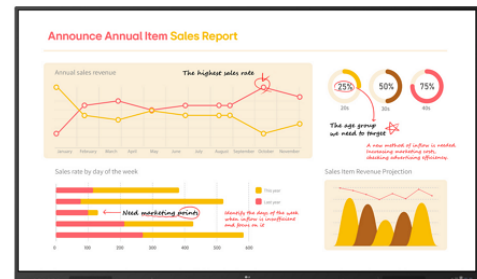 Announce Annual Item Sales Report
Annual sales revenue
The highest sales rate
January February March April May June July August September October November
25%
50%
75%
20s
30s
40s
The age group
we need to target
A new method of inflow is needed.
Increasing marketing costs,
checking advertising efficiency.
Sales rate by day of the week
This year
Last year
Need marketing points
Identify the days of the week
when inflow is insufficient
and focus on it
0 100 200 300 400 500 600
Sales Item Revenue Projection